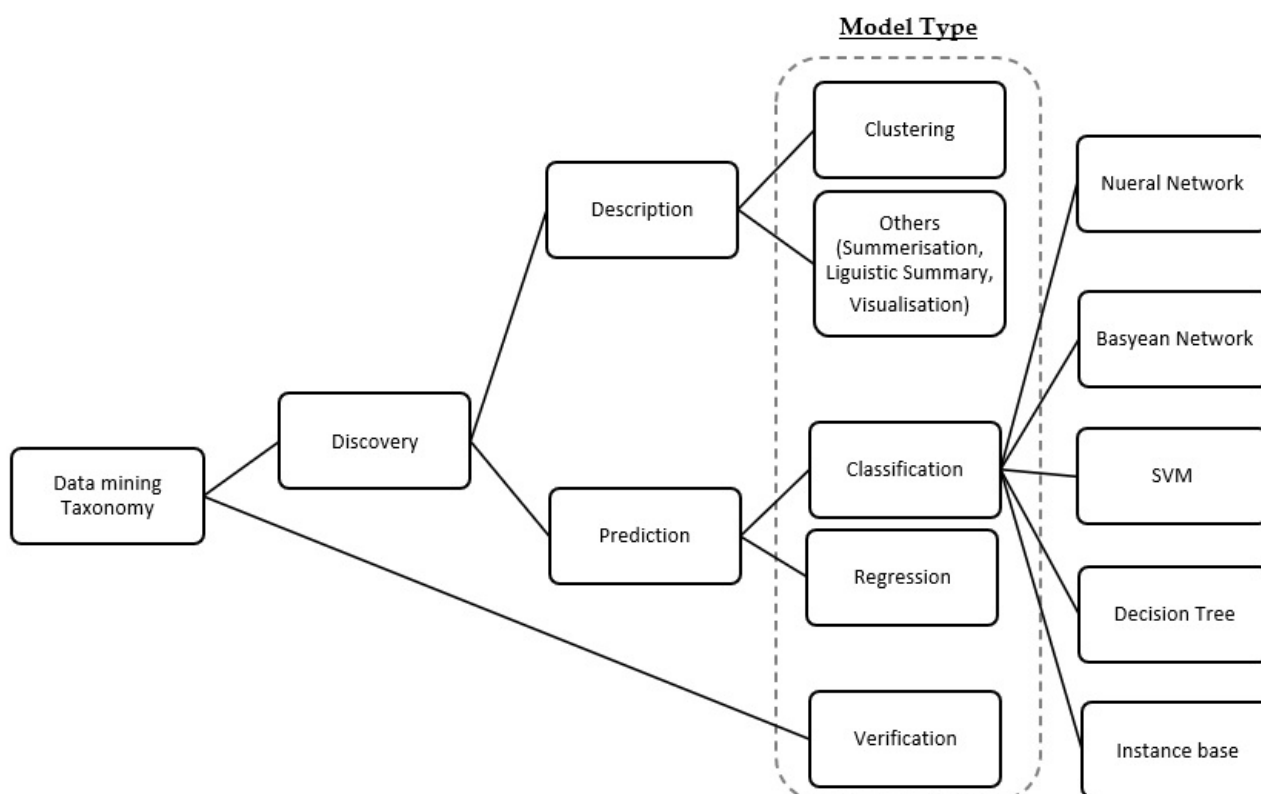 Model Type
Data mining
Taxonomy
Discovery
Description
Prediction
Clustering
Others
(Summerisation,
Liguistic Summary,
Visualisation)
Classification
Regression
Verification
Nueral Network
Basyean Network
SVM
Decision Tree
Instance base